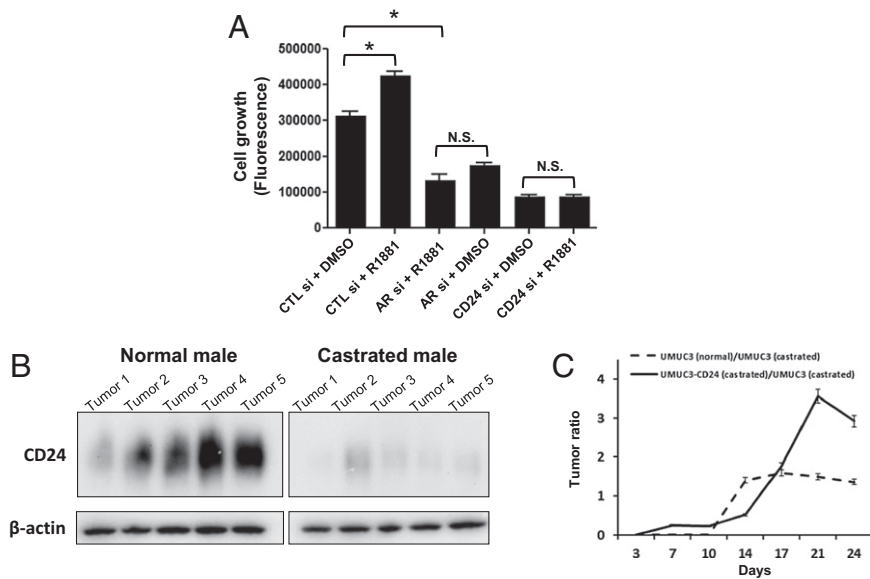 A
*
*
500000
400000
300000
200000
100000
0
Cell growth
(Fluorescence)
N.S.
N.S.
CTL si + DMSO
CTL si + R1881
AR si + R1881
AR si + DMSO
CD24 si + DMSO
CD24 si + R1881
B
Normal male
Castrated male
Tumor 1
Tumor 2
Tumor 3
Tumor 4
Tumor 5
Tumor 1
Tumor 2
Tumor 3
Tumor 4
Tumor 5
CD24
β-actin
C
UMUC3 (normal)/UMUC3 (castrated)
UMUC3-CD24 (castrated)/UMUC3 (castrated)
Tumor ratio
4
3
2
1
0
3 7 10 14 17 21 24
Days